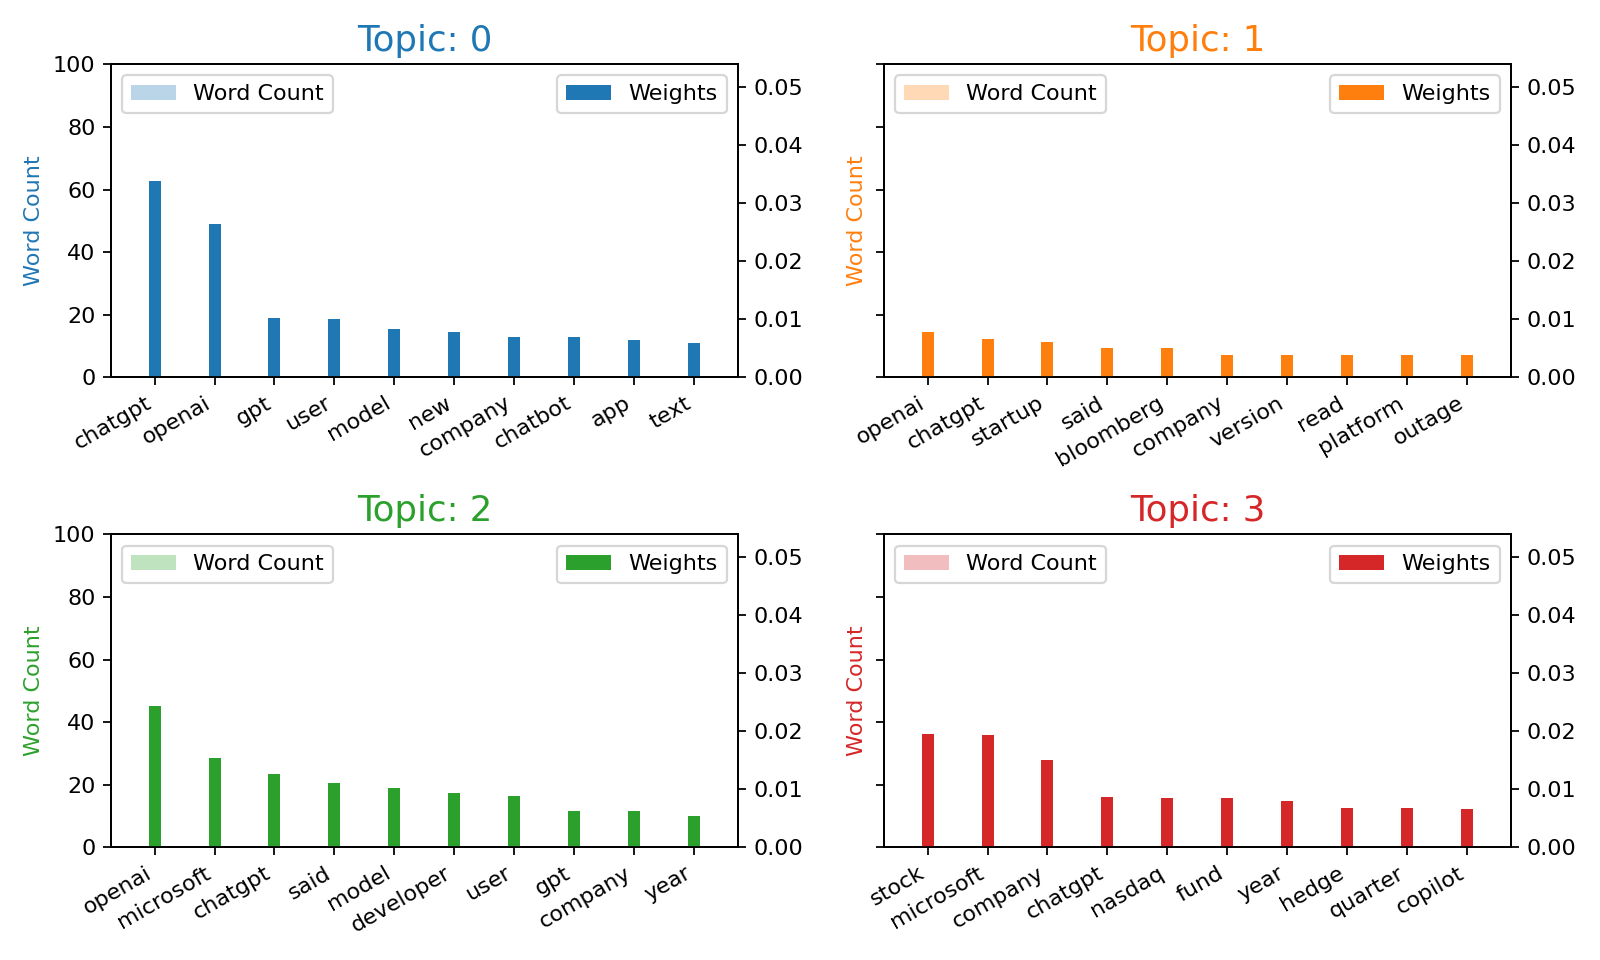 Topic: 0
Word Count
Weights
Word Count
100
80
60
40
20
0
0.05
0.04
0.03
0.02
0.01
0.00
chatgpt
openai
gpt
user
model
new
company
chatbot
app
text
Topic: 1
Word Count
Weights
Word Count
0.05
0.04
0.03
0.02
0.01
0.00
openai
chatgpt
startup
said
bloomberg
company
version
read
platform
outage
Topic: 2
Word Count
Weights
Word Count
100
80
60
40
20
0
0.05
0.04
0.03
0.02
0.01
0.00
openai
microsoft
chatgpt
said
model
developer
user
gpt
company
year
Topic: 3
Word Count
Weights
Word Count
0.05
0.04
0.03
0.02
0.01
0.00
stock
microsoft
company
chatgpt
nasdaq
fund
year
hedge
quarter
copilot